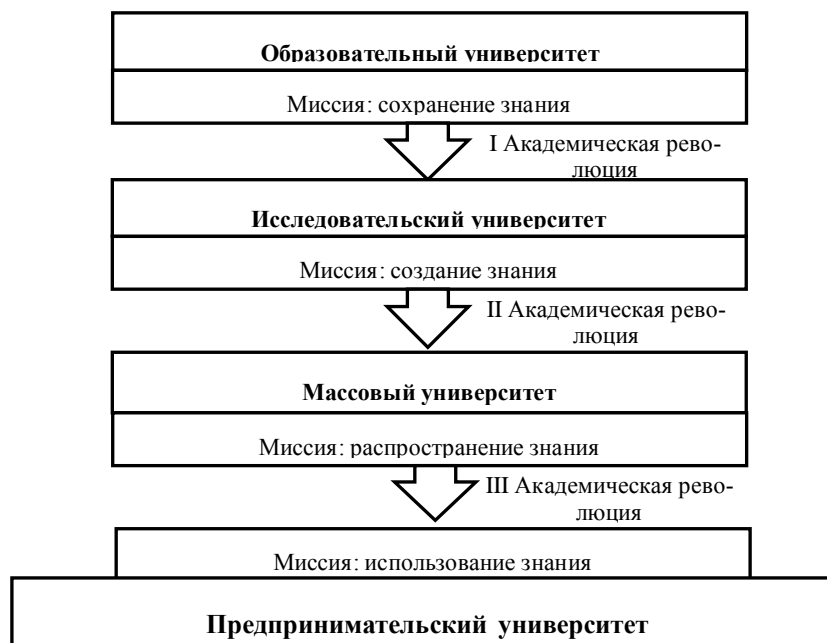 Образовательный университет
Миссия: сохранение знания
I Академическая рево-
люция
Исследовательский университет
Миссия: создание знания
II Академическая рево-
люция
Массовый университет
Миссия: распространение знания
III Академическая рево-
люция
Миссия: использование знания
Предпринимательский университет